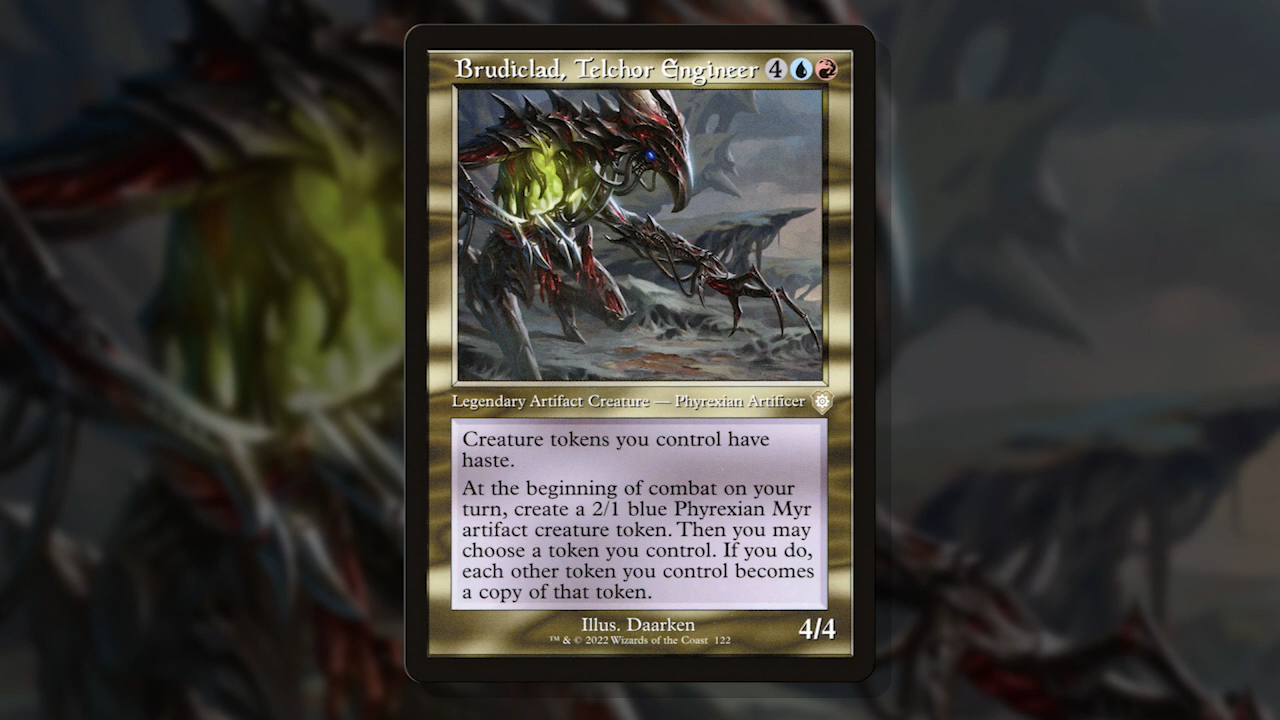 Brudiclad, Telchor Engineer 4
Legendary Artifact Creature — Phyrexian Artificer
Creature tokens you control have
haste.
At the beginning of combat on your
turn, create a 2/1 blue Phyrexian Myr
artifact creature token. Then you may
choose a token you control. If you do,
each other token you control becomes
a copy of that token.
Illus. Daarken
™ & © 2022 Wizards of the Coast 122
4/4